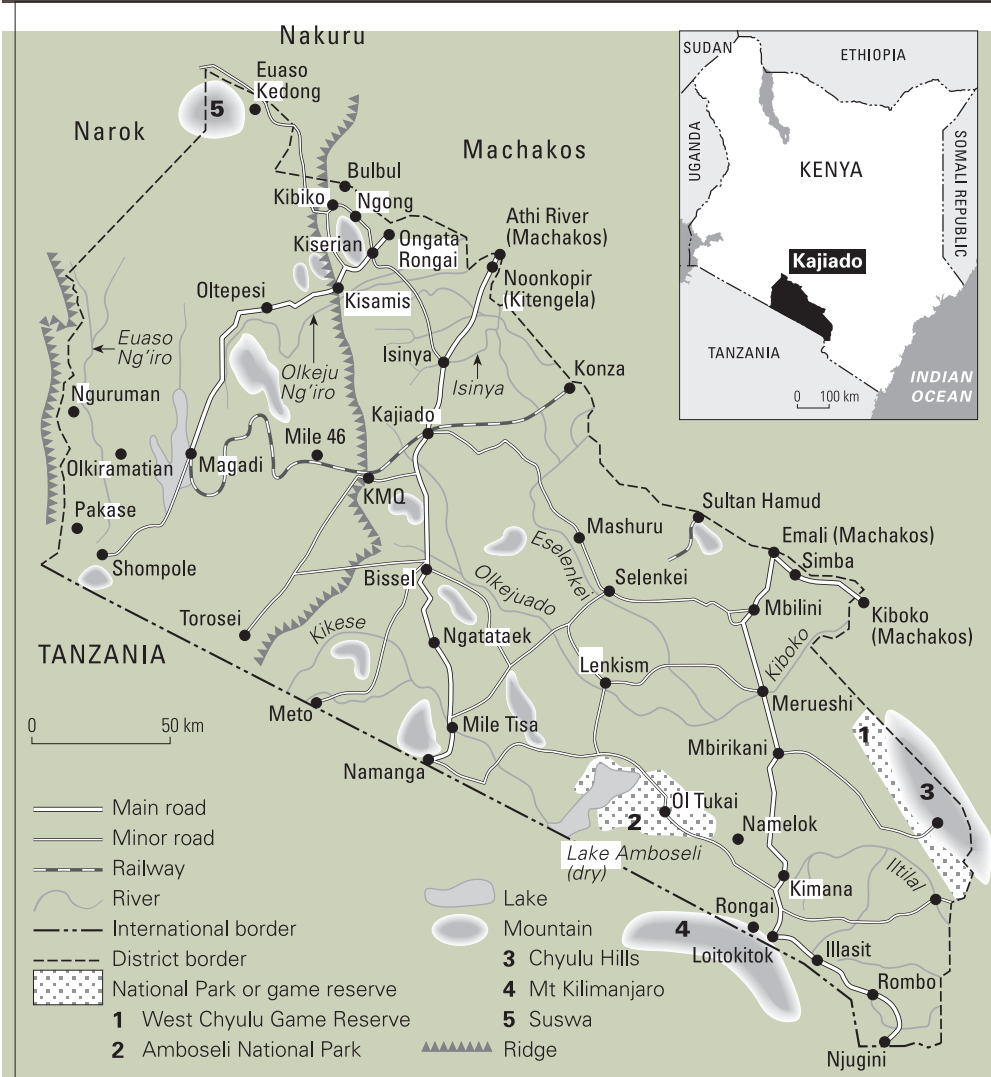 Nakuru
Euaso
Kedong
5
Narok
Machakos
Bulbul
Kibiko
Ngong
Athi River
(Machakos)
Kiserian
Ongata
Rongai
Noonkopir
(Kitengela)
Oltepesi
Kisamis
Euaso
Ng'iro
Olkeju
Ng'iro
Isinya
Isinya
Konza
Nguruman
Kajiado
Mile 46
Olkiramatian
Magadi
KMQ
Pakase
Shompole
Sultan Hamud
Mashuru
Emali (Machakos)
Simba
Eselenkei
Bissel
Olkejuado
Selenkei
Mbilini
Kiboko
(Machakos)
Torosei
Kikese
Ngatataek
Kiboko
TANZANIA
Lenkism
Merueshi
Meto
Mile Tisa
Mbirikani
1
3
Namanga
Ol Tukai
2
Namelok
Lake Amboseli
(dry)
Kimana
Iltilal
Rongai
4
Loitokitok
Illasit
Rombo
Njugini
0 50 km
Main road
Minor road
Railway
River
International border
District border
National Park or game reserve
1 West Chyulu Game Reserve
2 Amboseli National Park
Lake
Mountain
3 Chyulu Hills
4 Mt Kilimanjaro
5 Suswa
Ridge
SUDAN
ETHIOPIA
UGANDA
KENYA
SOMALI REPUBLIC
Kajiado
TANZANIA
INDIAN
OCEAN
0 100 km